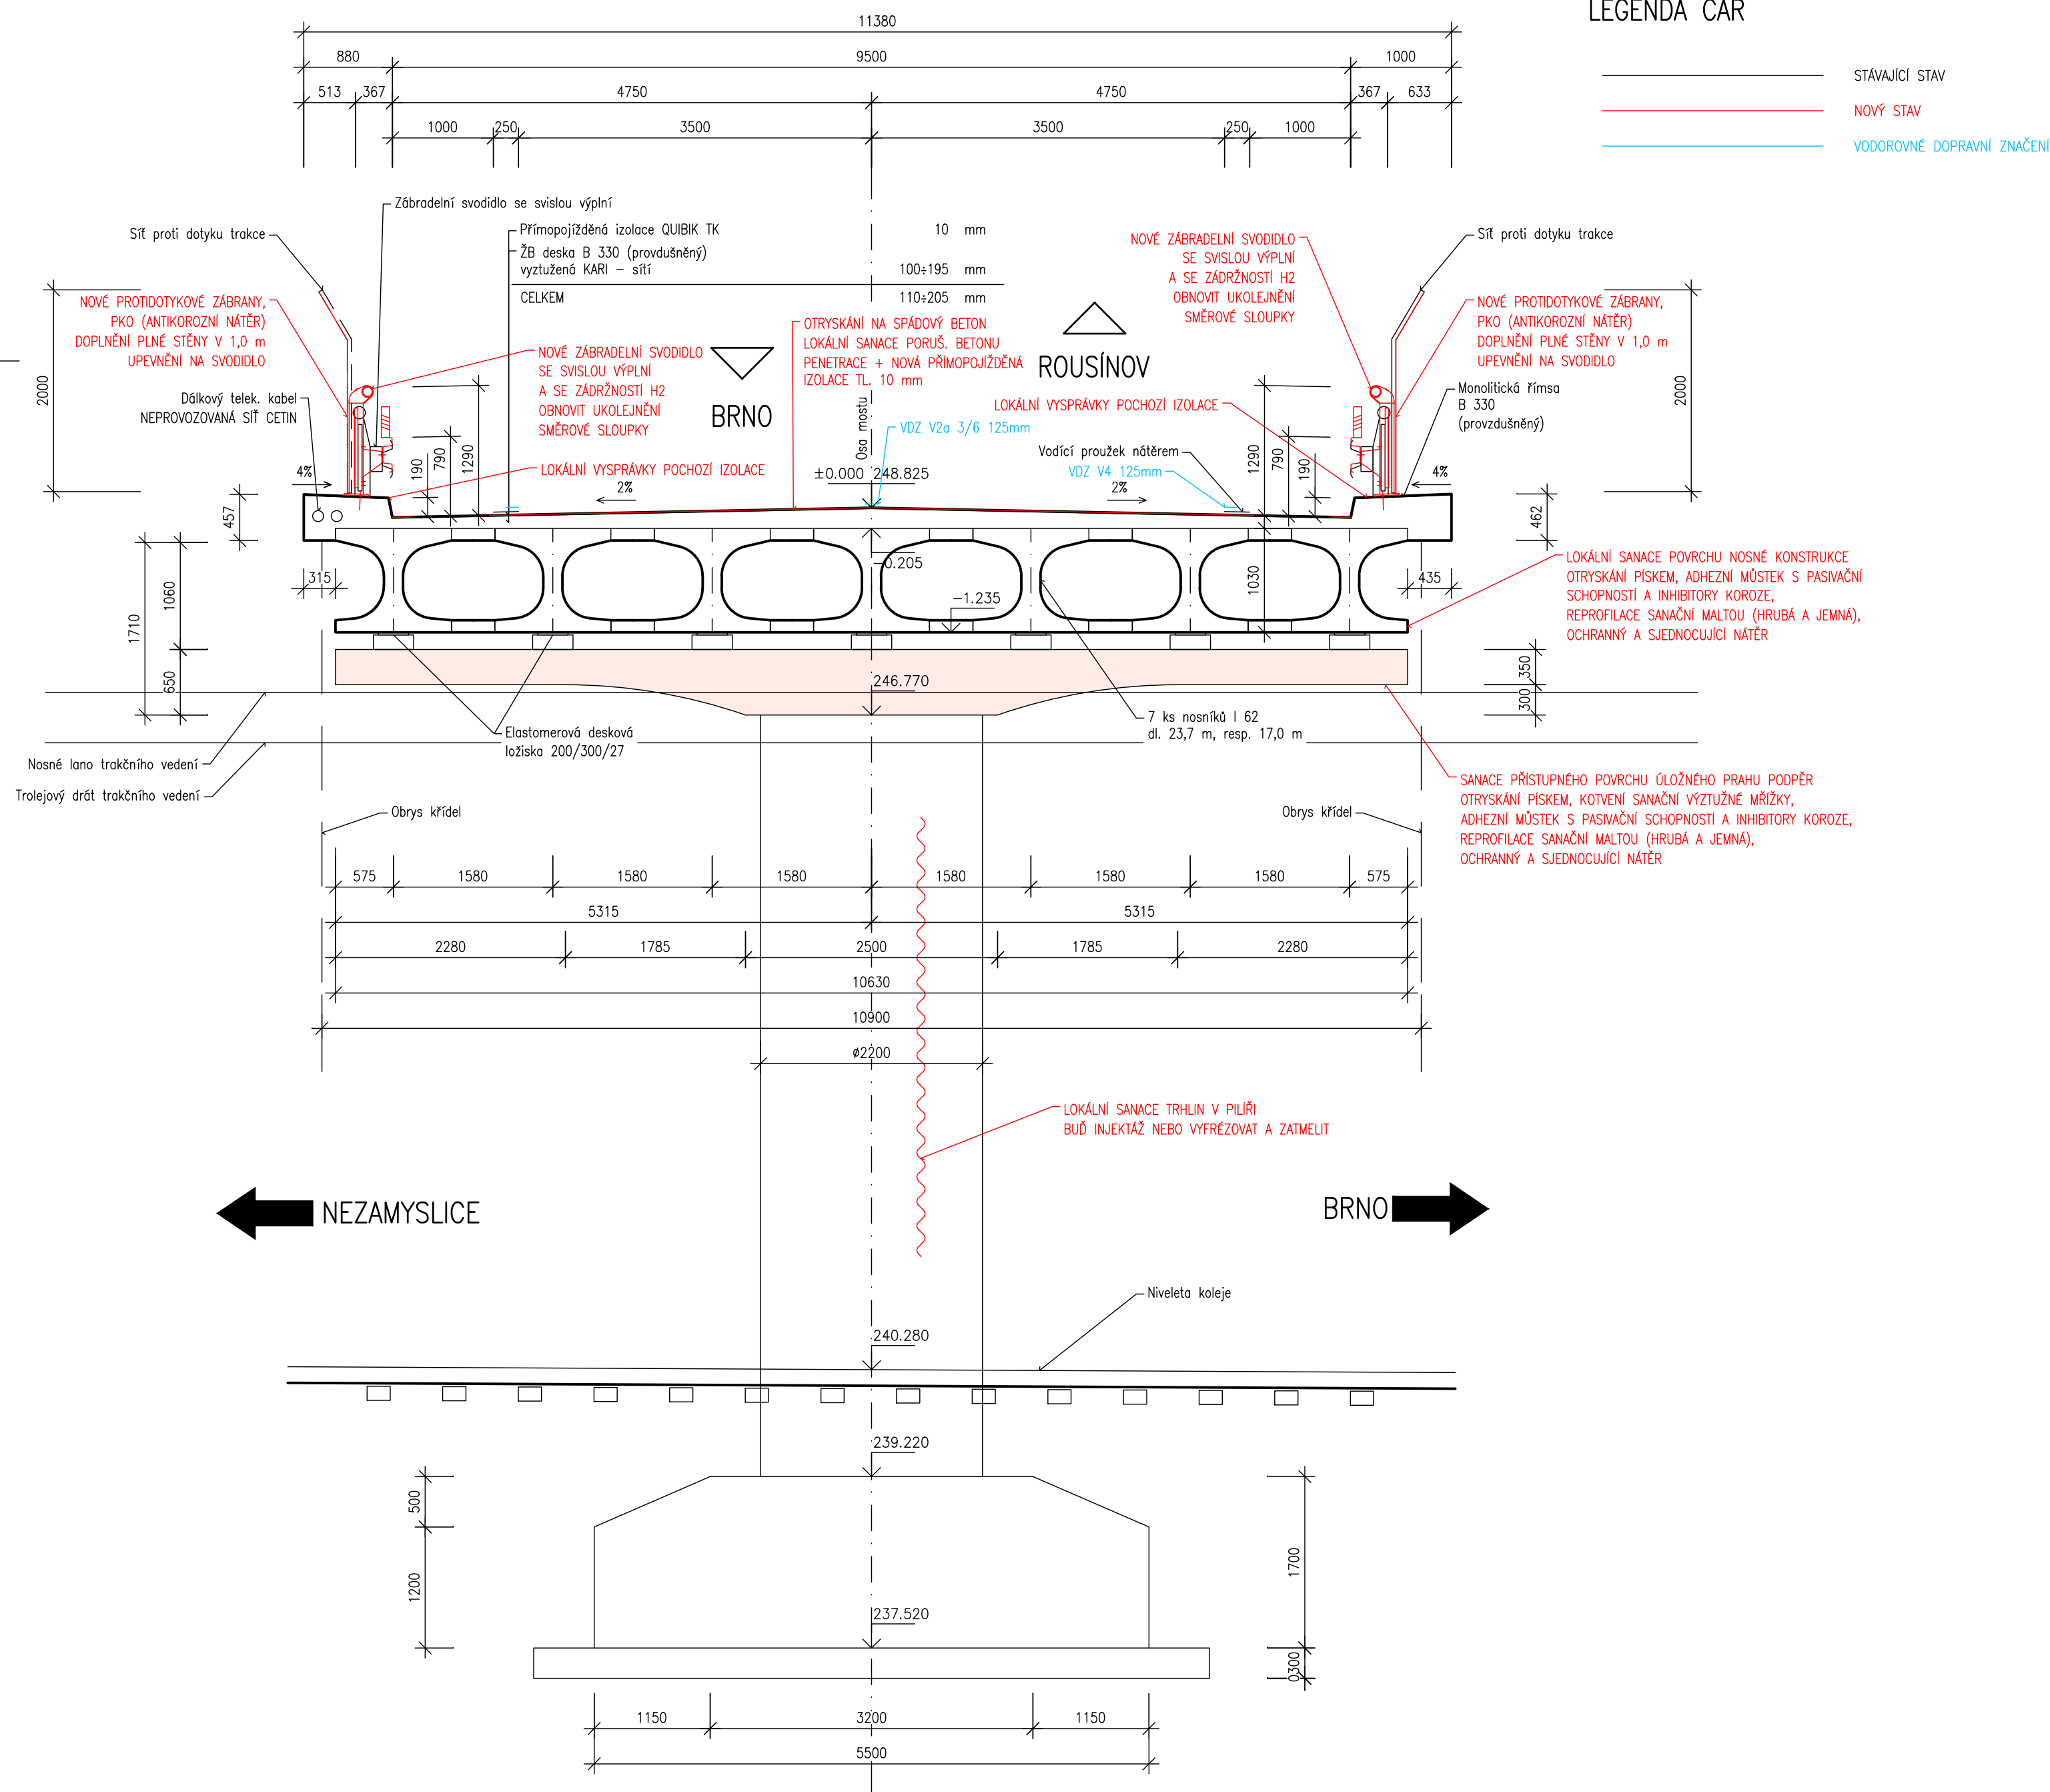 LEGENDA ČAR
STÁVAJÍCÍ STAV
NOVÝ STAV
VODOROVNÉ DOPRAVNÍ ZNAČENÍ
11380
880
9500
1000
513
367
4750
4750
367
633
1000
250
3500
3500
250
1000
Zábradelní svodidlo se svislou výplní
Síť proti dotyku trakce
Přímopojížděná izolace QUIBIK TK 10 mm
ŽB deska B 330 (provdušněný)
vyztužená KARI – sítí 100÷195 mm
CELKEM 110÷205 mm
NOVÉ ZÁBRADELNÍ SVODIDLO
SE SVISLOU VÝPLNÍ
A SE ZÁDRŽNOSTÍ H2
OBNOVIT UKOLEJNĚNÍ
SMĚROVÉ SLOUPKY
Síť proti dotyku trakce
NOVÉ PROTIDOTYKOVÉ ZÁBRANY,
PKO (ANTIKOROZNÍ NÁTĚR)
DOPLNĚNÍ PLNÉ STĚNY V 1,0 m
UPEVNĚNÍ NA SVODIDLO
NOVÉ ZÁBRADELNÍ SVODIDLO
SE SVISLOU VÝPLNÍ
A SE ZÁDRŽNOSTÍ H2
OBNOVIT UKOLEJNĚNÍ
SMĚROVÉ SLOUPKY
OTRYSKÁNÍ NA SPÁDOVÝ BETON
LOKÁLNÍ SANACE PORUŠ. BETONU
PENETRACE + NOVÁ PŘÍMOPOJÍŽDĚNÁ
IZOLACE TL. 10 mm
NOVÉ PROTIDOTYKOVÉ ZÁBRANY,
PKO (ANTIKOROZNÍ NÁTĚR)
DOPLNĚNÍ PLNÉ STĚNY V 1,0 m
UPEVNĚNÍ NA SVODIDLO
BRNO
ROUSÍNOV
Dálkový telek. kabel
NEPROVOZOVANÁ SÍŤ CETIN
Monolitická římsa
B 330
(provzdušněný)
LOKÁLNÍ VYSPRÁVKY POCHOZÍ IZOLACE
LOKÁLNÍ VYSPRÁVKY POCHOZÍ IZOLACE
Osa mostu
VDZ V2a 3/6 125mm
Vodící proužek nátěrem
VDZ V4 125mm
2000
2000
190
790
1290
1290
790
190
4%
2%
±0.000
248.825
2%
4%
457
462
315
1060
1710
650
-0.205
-1.235
1030
435
LOKÁLNÍ SANACE POVRCHU NOSNÉ KONSTRUKCE
OTRYSKÁNÍ PÍSKEM, ADHEZNÍ MŮSTEK S PASIVAČNÍ
SCHOPNOSTÍ A INHIBITORY KOROZE,
REPROFILACE SANAČNÍ MALTOU (HRUBÁ A JEMNÁ),
OCHRANNÝ A SJEDNOCUJÍCÍ NÁTĚR
350
300
246.770
Elastomerová desková
ložiska 200/300/27
7 ks nosníků I 62
dl. 23,7 m, resp. 17,0 m
Nosné lano trakčního vedení
Trolejový drát trakčního vedení
SANACE PŘÍSTUPNÉHO POVRCHU ÚLOŽNÉHO PRAHU PODPĚR
OTRYSKÁNÍ PÍSKEM, KOTVENÍ SANAČNÍ VÝZTUŽNÉ MŘÍŽKY,
ADHEZNÍ MŮSTEK S PASIVAČNÍ SCHOPNOSTÍ A INHIBITORY KOROZE,
REPROFILACE SANAČNÍ MALTOU (HRUBÁ A JEMNÁ),
OCHRANNÝ A SJEDNOCUJÍCÍ NÁTĚR
Obrys křídel
Obrys křídel
575
1580
1580
1580
1580
1580
1580
575
5315
5315
2280
1785
2500
1785
2280
10630
10900
ø2200
LOKÁLNÍ SANACE TRHLIN V PILÍŘI
BUĎ INJEKTÁŽ NEBO VYFRÉZOVAT A ZATMELIT
NEZAMYSLICE
BRNO
Niveleta koleje
240.280
239.220
500
1200
1700
237.520
0300
1150
3200
1150
5500